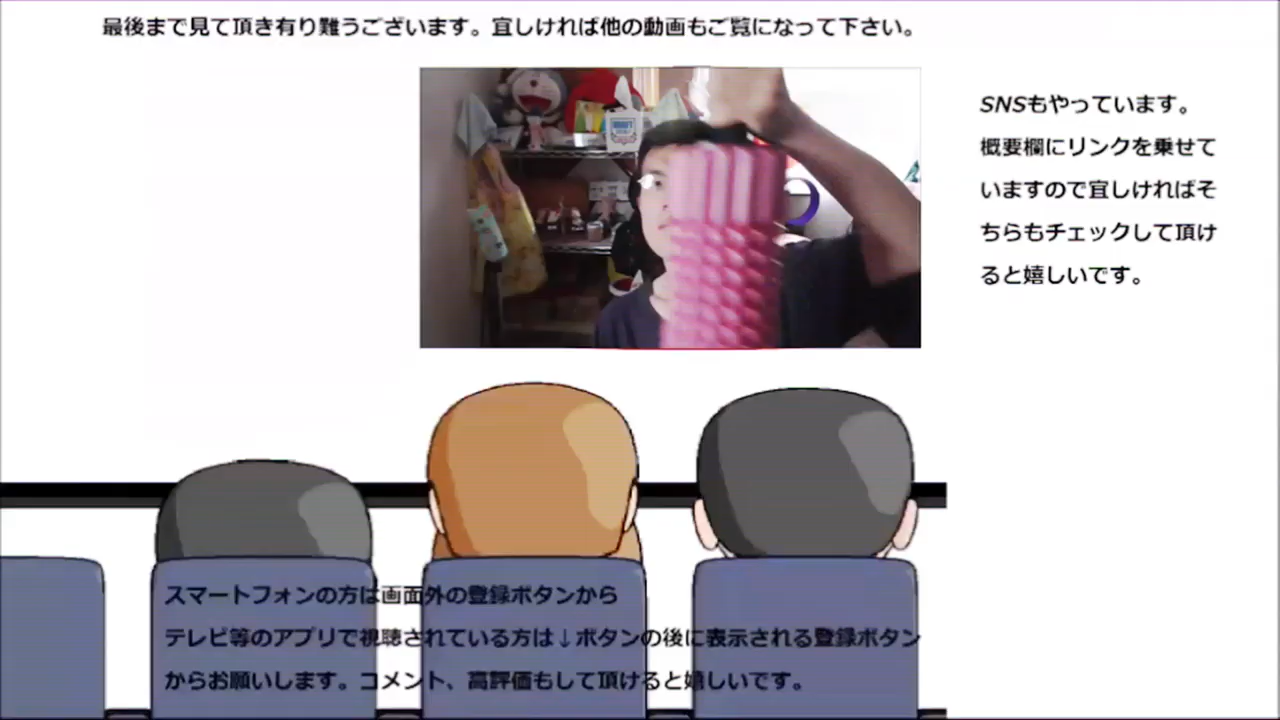 最後まで見て頂き有り難うございます。宜しければ他の動画もご覧になって下さい。
SNSもやっています。
概要欄にリンクを乗せて
いますので宜しければそ
ちらもチェックして頂け
ると嬉しいです。
スマートフォンの方は画面外の登録ボタンから
テレビ等のアプリで視聴されている方は↓ボタンの後に表示される登録ボタン
からお願いします。コメント、高評価もして頂けると嬉しいです。